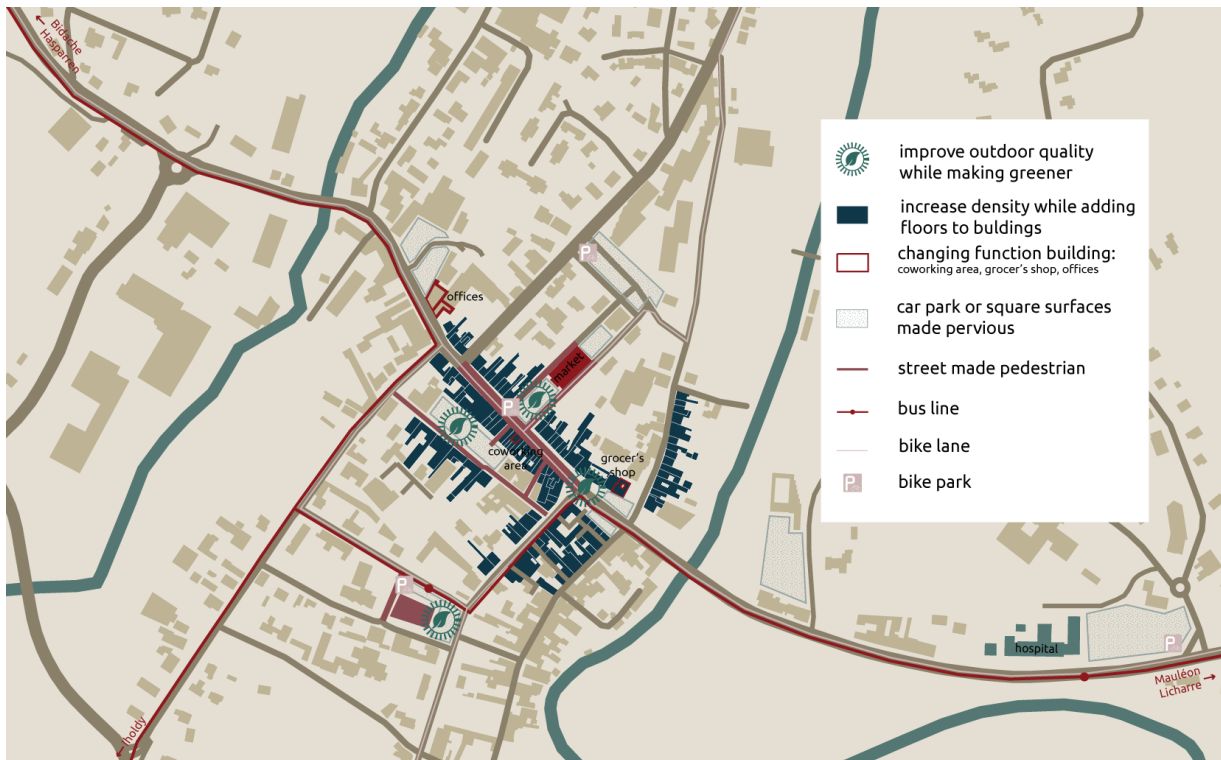 ← Bidache
Hasparren
offices
market
P
P
coworking
area
grocer's
shop
P
hospital
P
Mauléon →
Licharre
← Iholdy
improve outdoor quality
while making greener
increase density while adding
floors to buldings
changing function building:
coworking area, grocer's shop, offices
car park or square surfaces
made pervious
street made pedestrian
bus line
bike lane
P
bike park